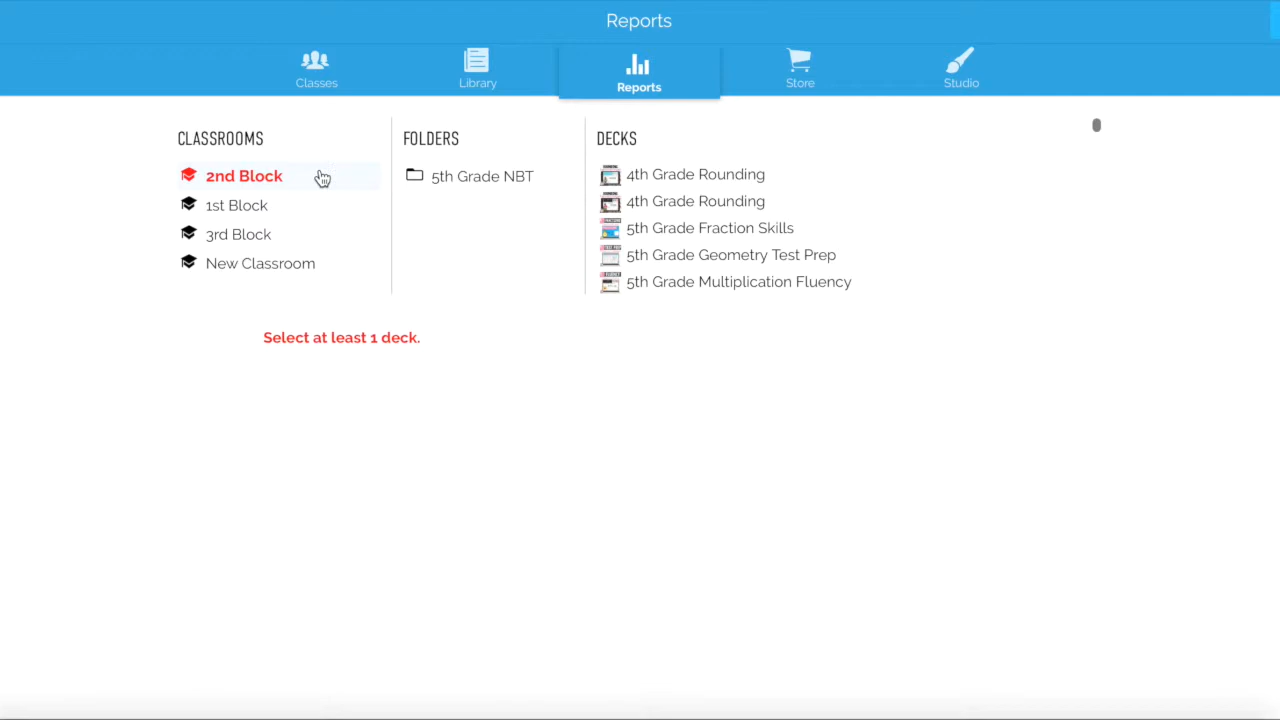 Reports
Classes
Library
Reports
Store
Studio
CLASSROOMS
2nd Block
1st Block
3rd Block
New Classroom
FOLDERS
5th Grade NBT
DECKS
4th Grade Rounding
4th Grade Rounding
5th Grade Fraction Skills
5th Grade Geometry Test Prep
5th Grade Multiplication Fluency
Select at least 1 deck.